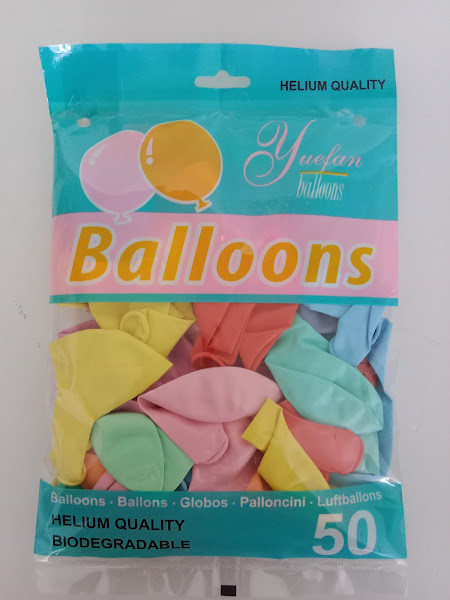 HELIUM QUALITY
Yuefan
balloons
Balloons
Balloons · Ballons · Globos · Palloncini · Luftballons
HELIUM QUALITY
BIODEGRADABLE
50